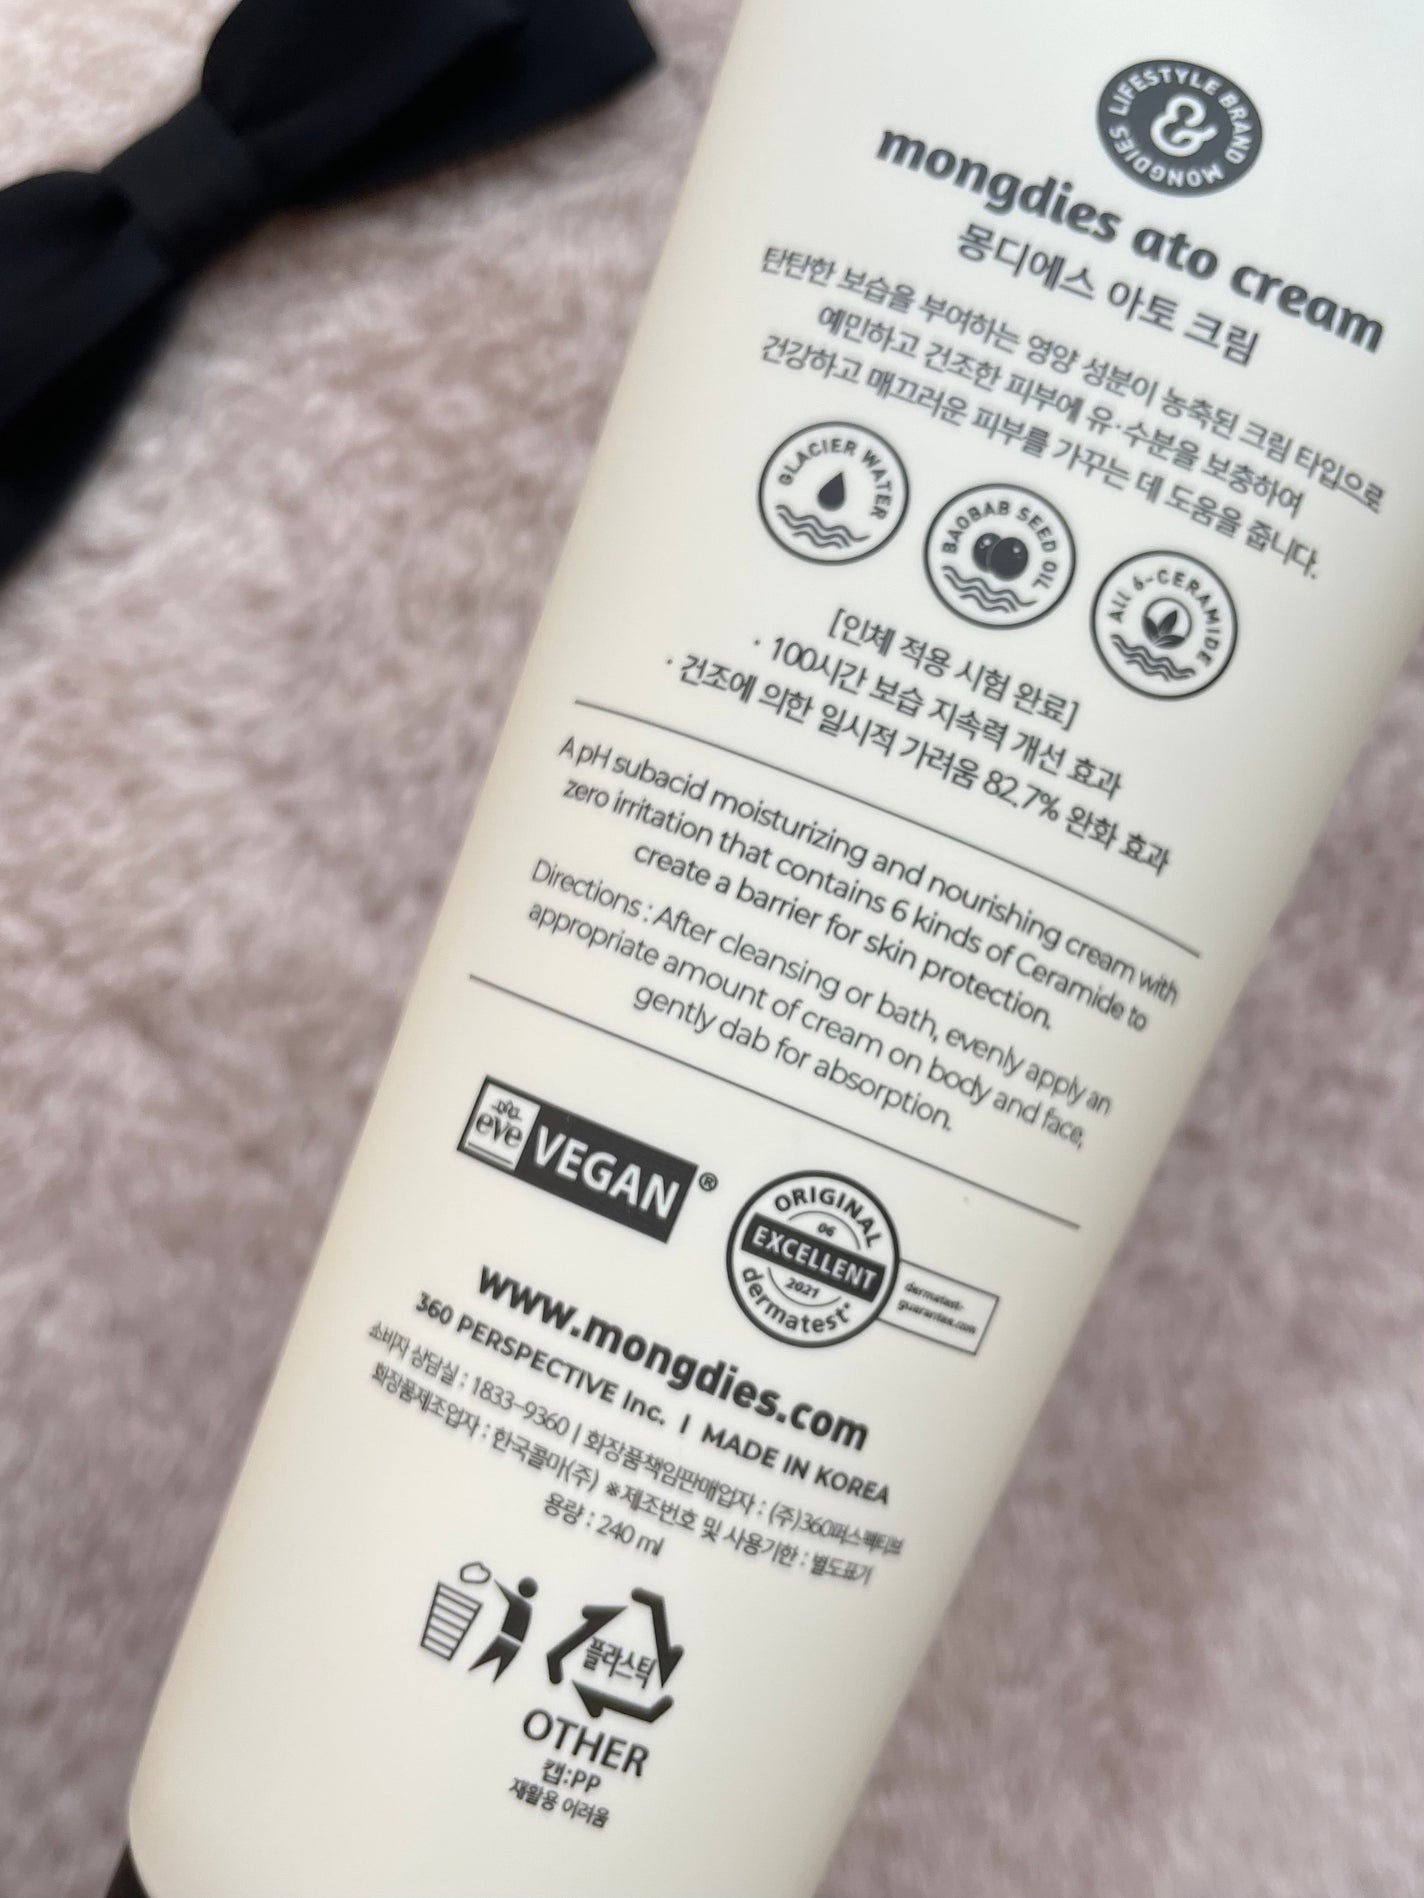 LIFESTYLE BRAND MONGDIES
&
mongdies ato cream
몽디에스 아토 크림
탄탄한 보습을 부여하는 영양 성분이 농축된 크림 타입으로
예민하고 건조한 피부에 유·수분을 보충하여
건강하고 매끄러운 피부를 가꾸는 데 도움을 줍니다.
GLACIER WATER
BAOBAB SEED OIL
All 6-CERAMIDE
[인체 적용 시험 완료]
· 100시간 보습 지속력 개선 효과
· 건조에 의한 일시적 가려움 82.7% 완화 효과
A pH subacid moisturizing and nourishing cream with
zero irritation that contains 6 kinds of Ceramide to
create a barrier for skin protection.
Directions : After cleansing or bath, evenly apply an
appropriate amount of cream on body and face,
gently dab for absorption.
eve VEGAN®
ORIGINAL
06
EXCELLENT
2021
dermatest
dermatest-
guarantee.com
www.mongdies.com
360 PERSPECTIVE Inc. I MADE IN KOREA
소비자 상담실 : 1833-9360 | 화장품책임판매업자 : (주)360퍼스펙티브
화장품제조업자 : 한국콜마(주) ※제조번호 및 사용기한 : 별도표기
용량 : 240 ml
플라스틱
OTHER
캡:PP
재활용 어려움